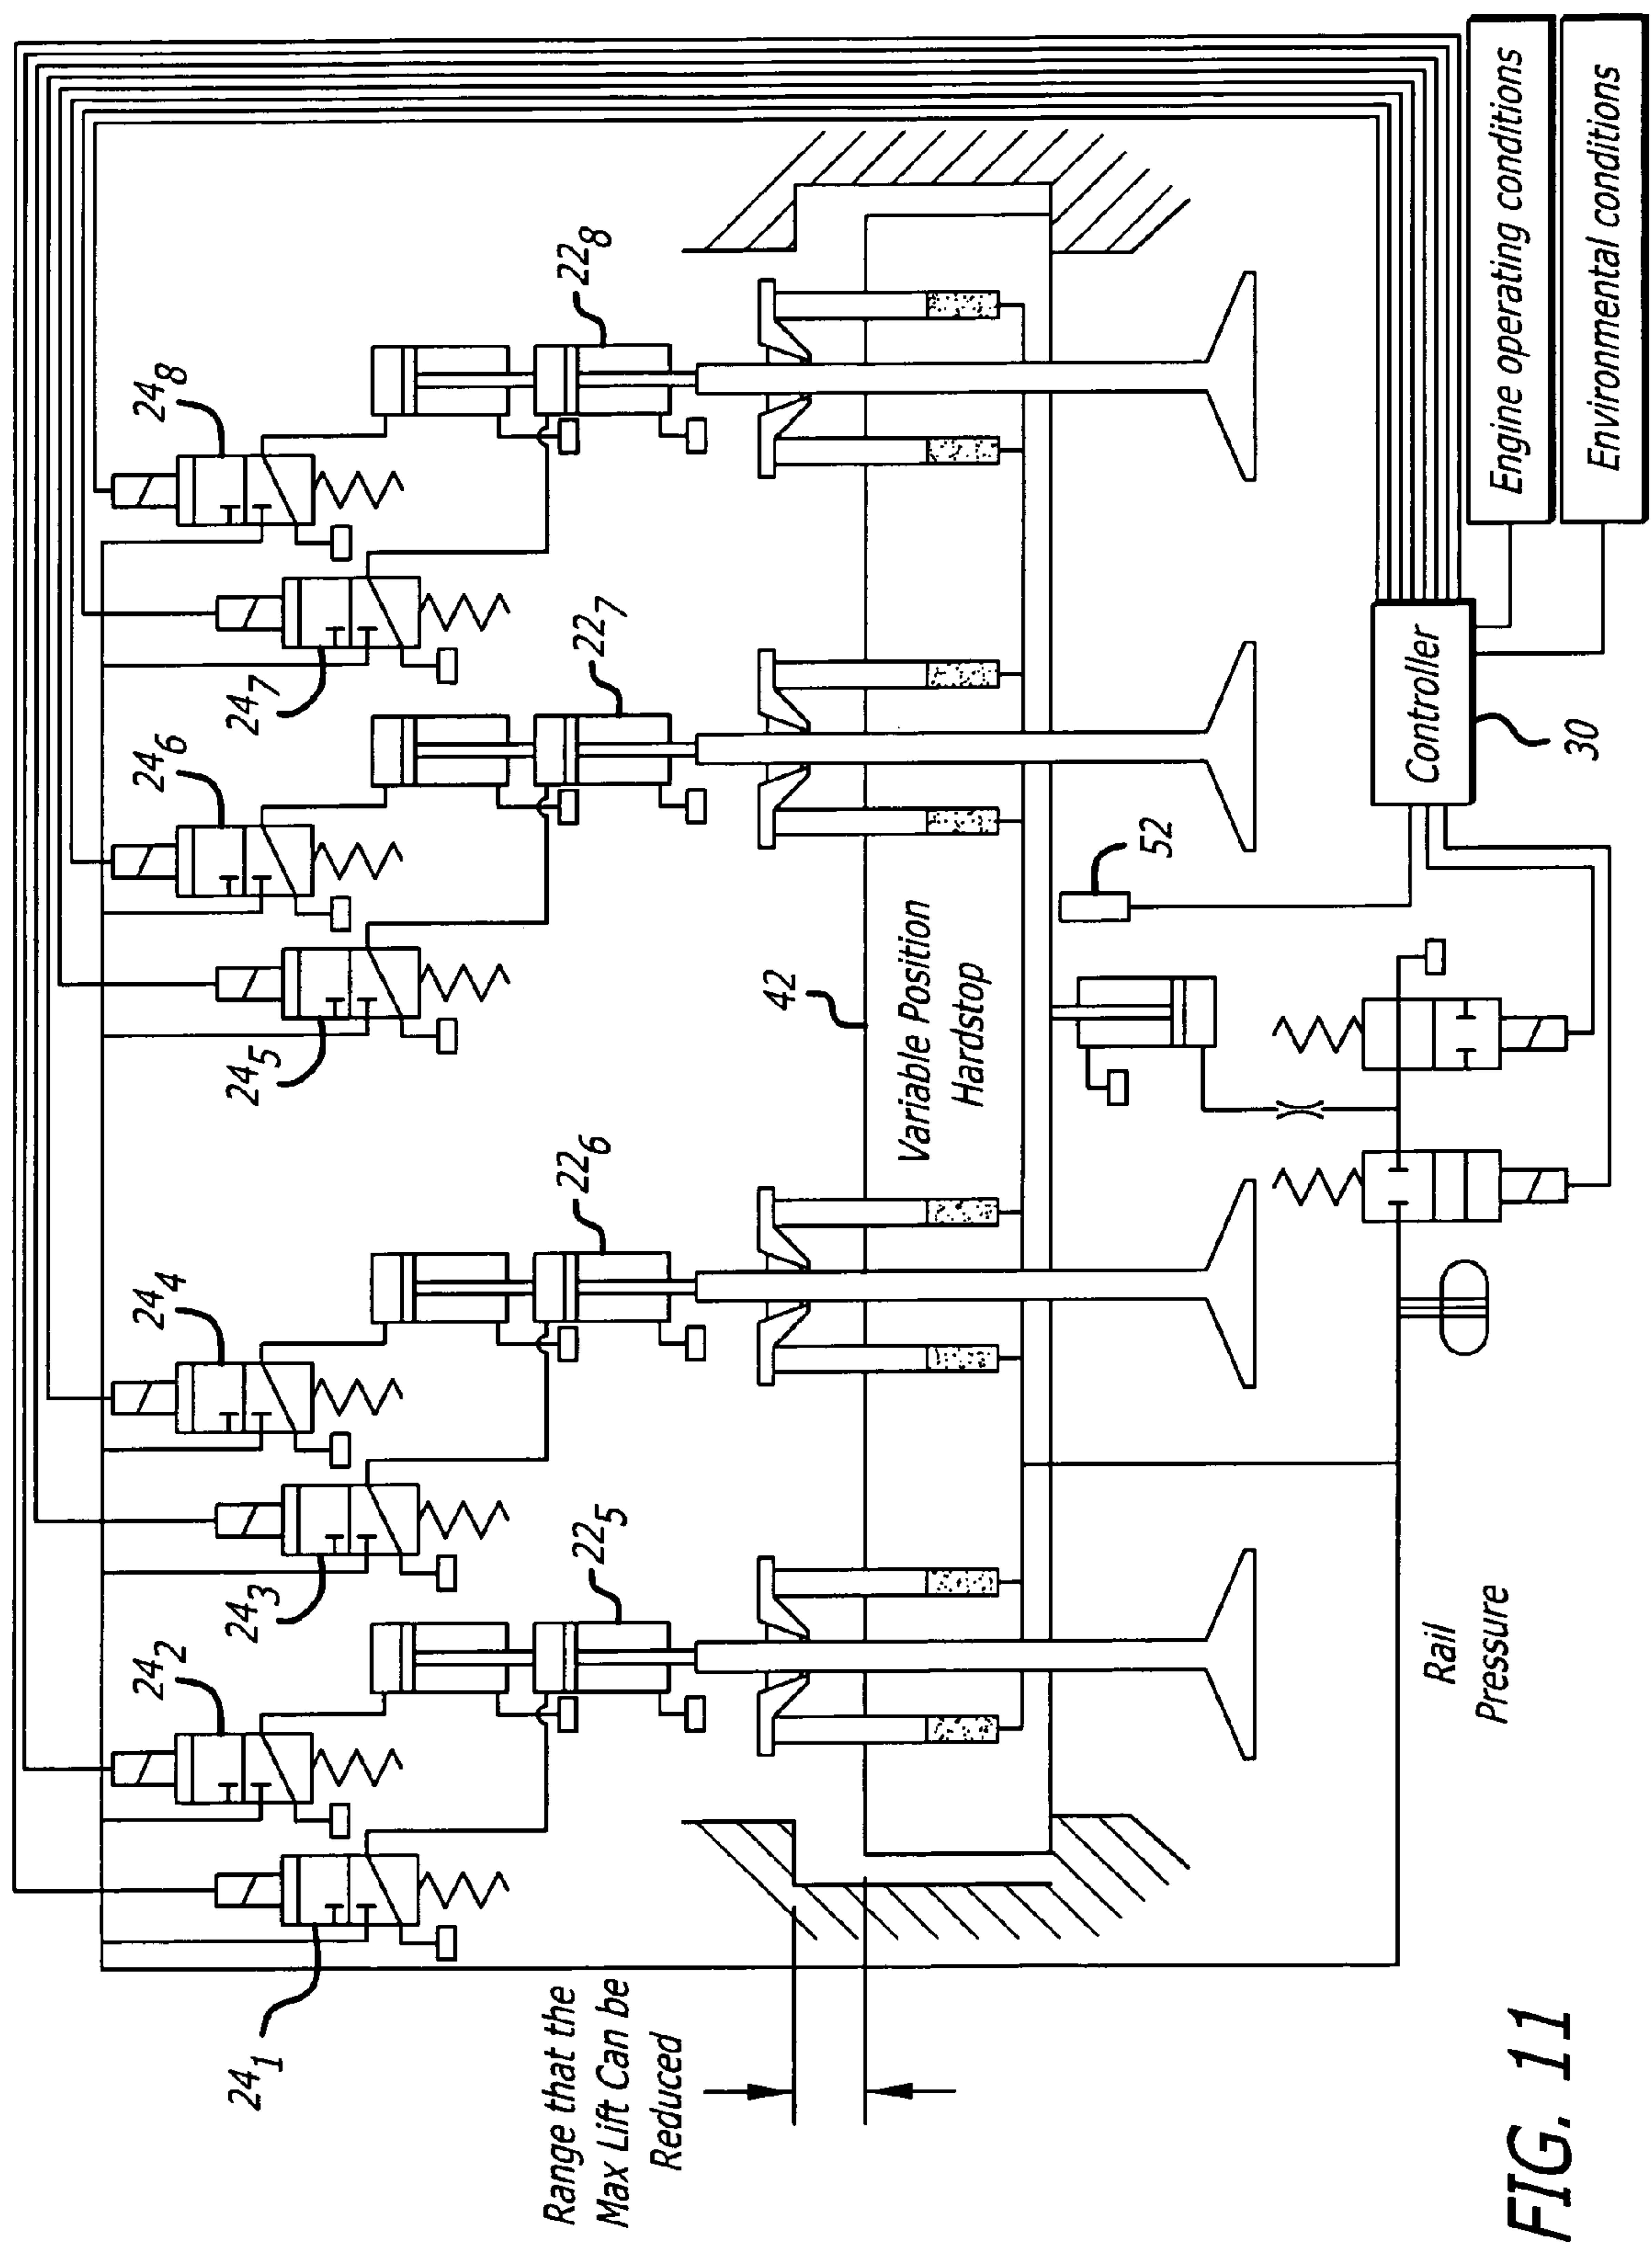 24₁
24₂
24₃
24₄
24₅
24₆
24₇
24₈
22₅
22₆
22₇
22₈
Range that the
Max Lift Can be
Reduced
42
Variable Position
Hardstop
52
Rail
Pressure
Controller
30
Engine operating conditions
Environmental conditions
FIG. 11